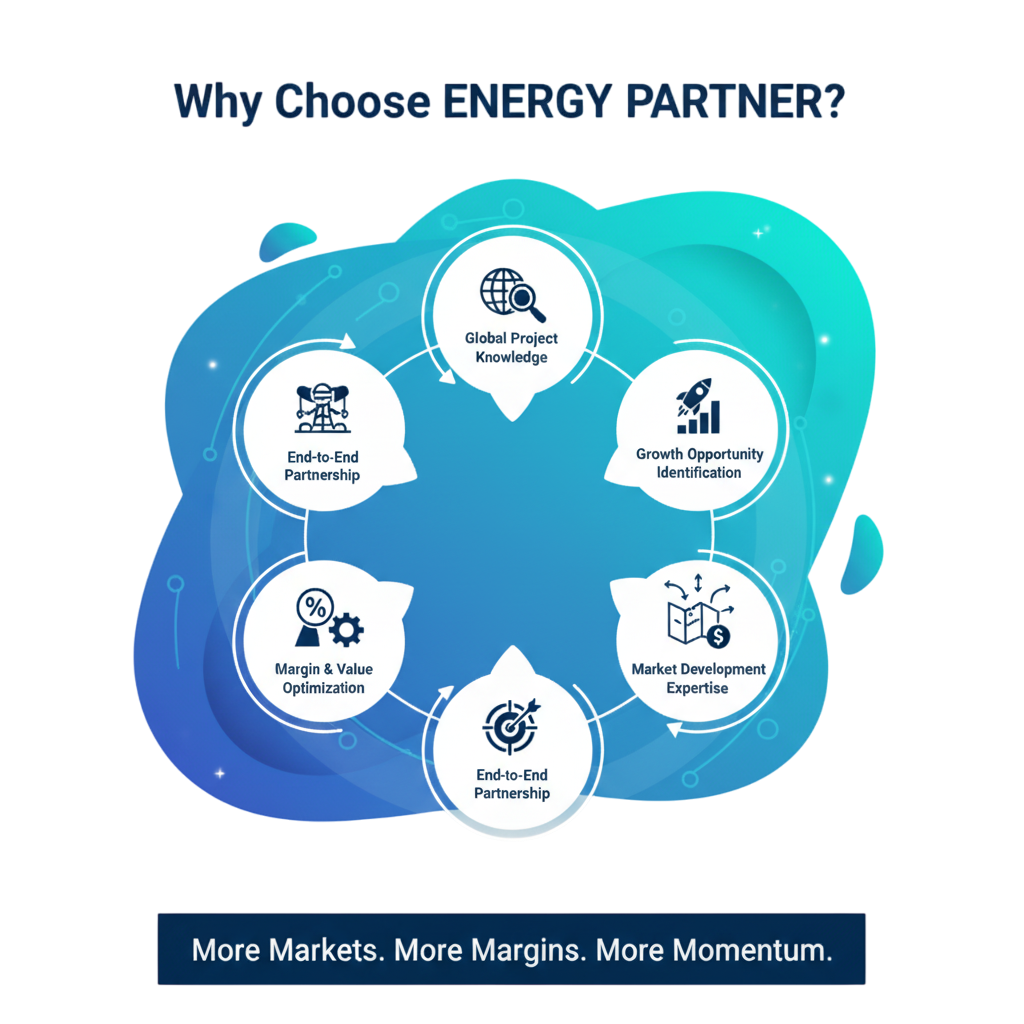 Why Choose ENERGY PARTNER?
Global Project
Knowledge
Growth Opportunity
Identification
Market Development
Expertise
End-to-End
Partnership
Margin & Value
Optimization
End-to-End
Partnership
%
$
More Markets. More Margins. More Momentum.